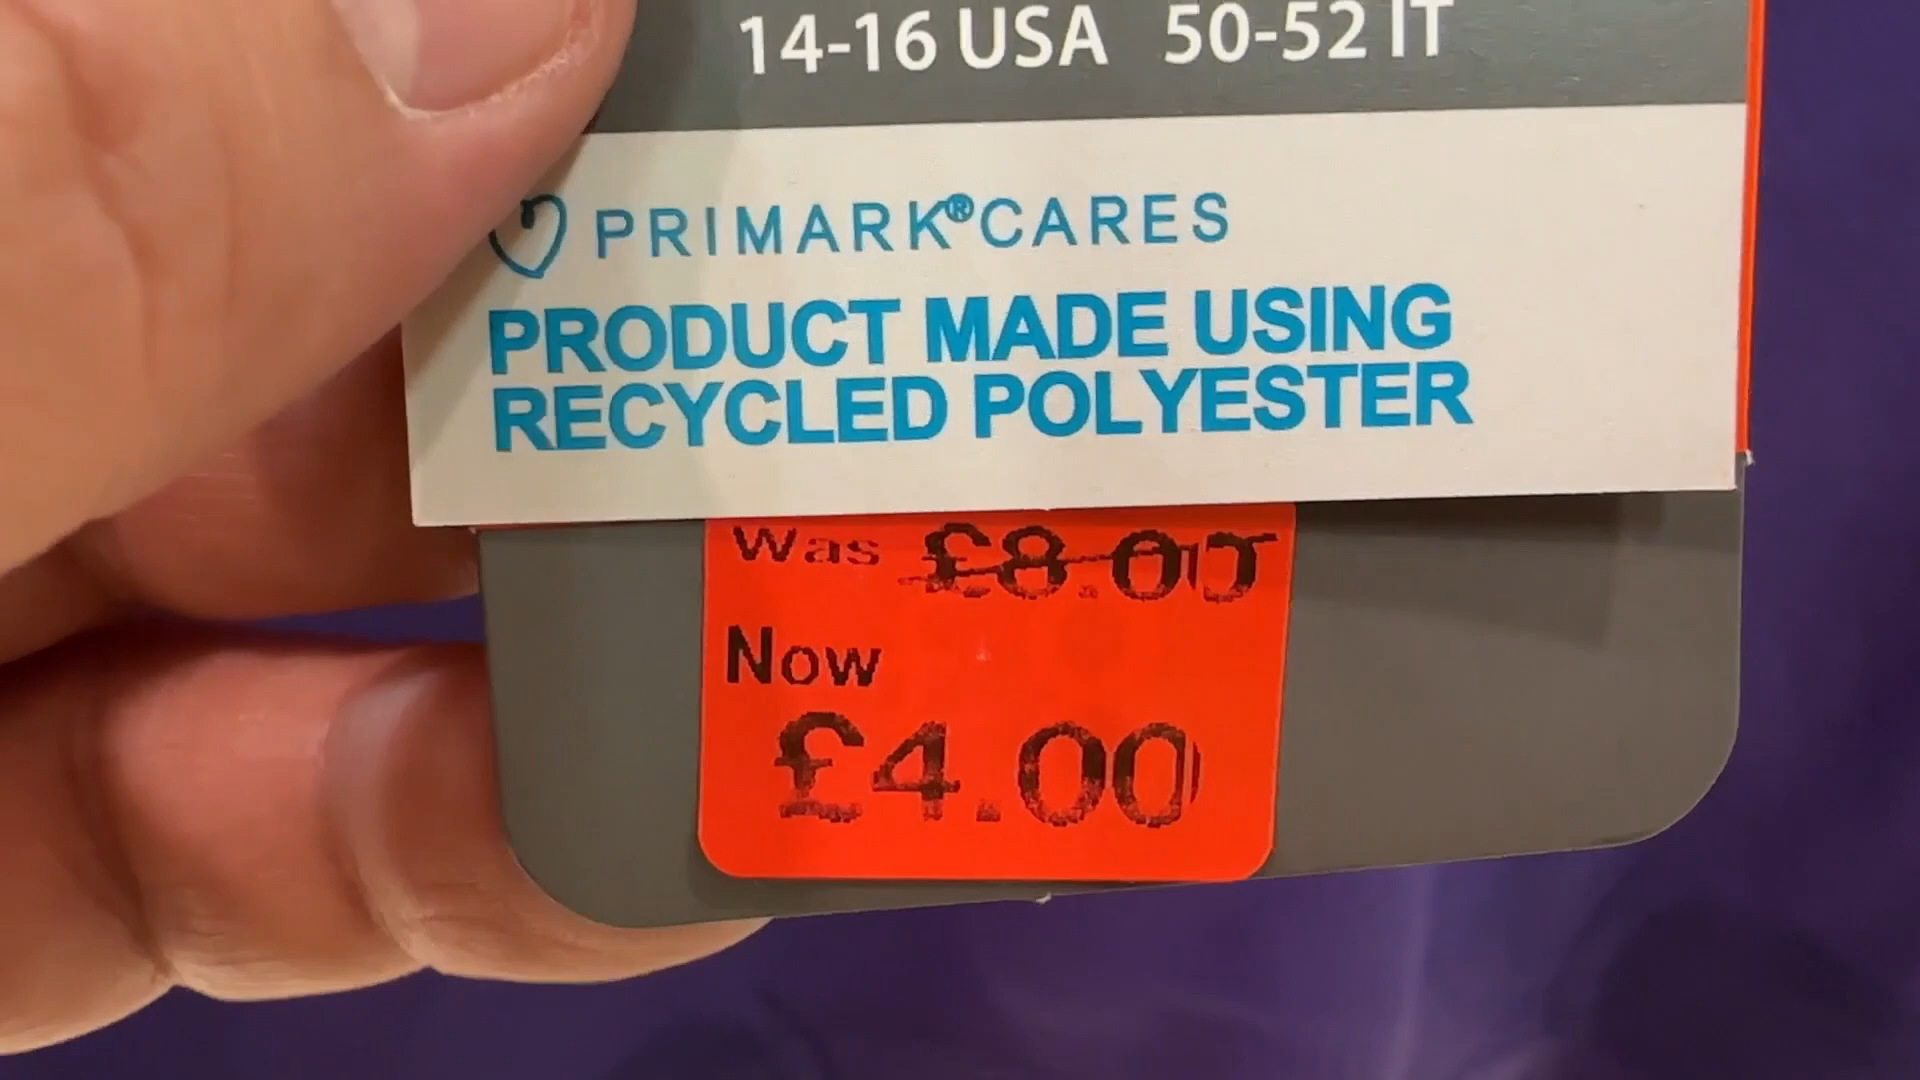 14-16 USA 50-52 IT
PRIMARK®CARES
PRODUCT MADE USING
RECYCLED POLYESTER
Was £8.00
Now
£4.00